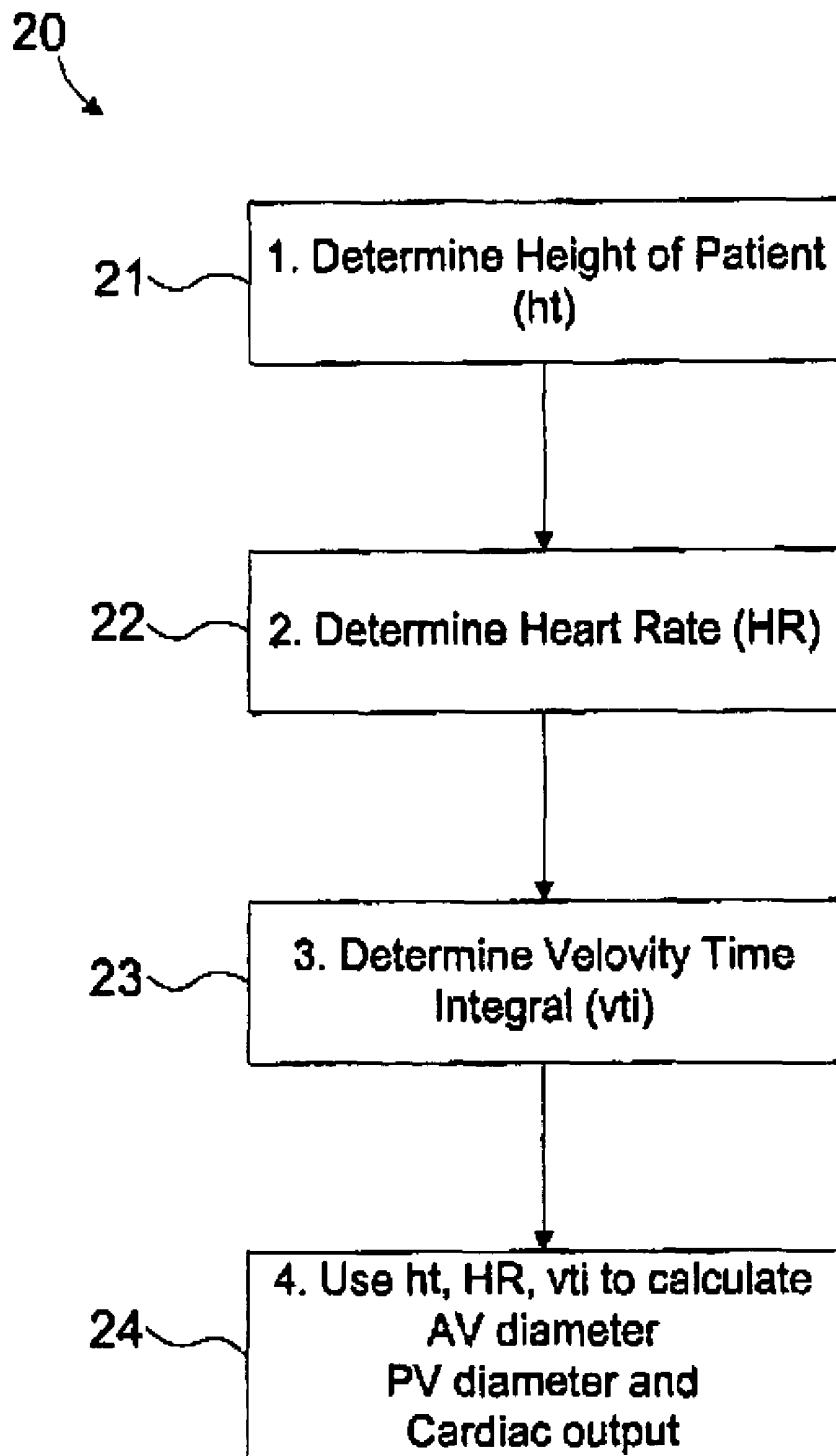 20
21
1. Determine Height of Patient
(ht)
22
2. Determine Heart Rate (HR)
23
3. Determine Velovity Time
Integral (vti)
24
4. Use ht, HR, vti to calculate
AV diameter
PV diameter and
Cardiac output